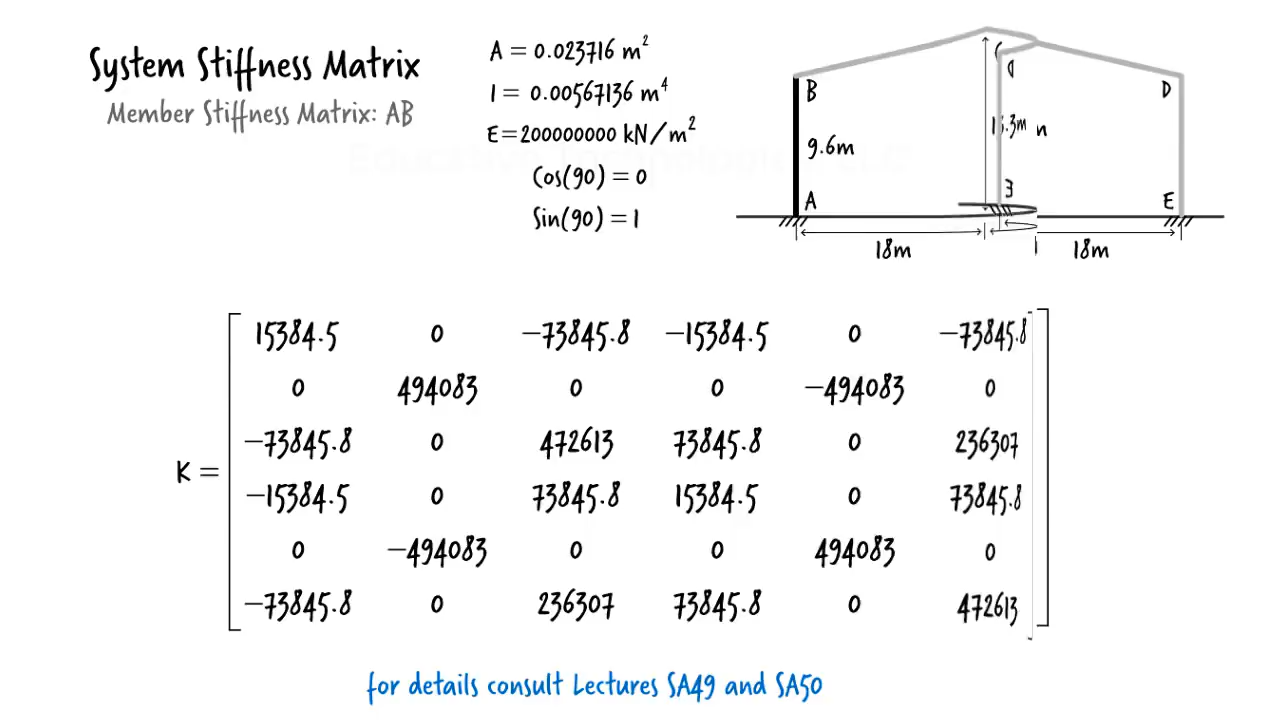 System Stiffness Matrix
Member Stiffness Matrix: AB
A = 0.023716 m²
I = 0.00567136 m⁴
E=200000000 kN/m²
Cos(90) = 0
Sin(90) = 1
B
C
D
9.6m
A
E
18m
18m
K =
15384.5 0 −73845.8 −15384.5 0 −73845.8
0 494083 0 0 −494083 0
−73845.8 0 472613 73845.8 0 236307
−15384.5 0 73845.8 15384.5 0 73845.8
0 −494083 0 0 494083 0
−73845.8 0 236307 73845.8 0 472613
for details consult Lectures SA49 and SA50